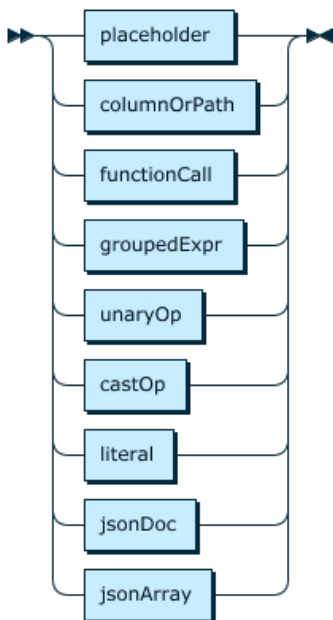 placeholder
columnOrPath
functionCall
groupedExpr
unaryOp
castOp
literal
jsonDoc
jsonArray